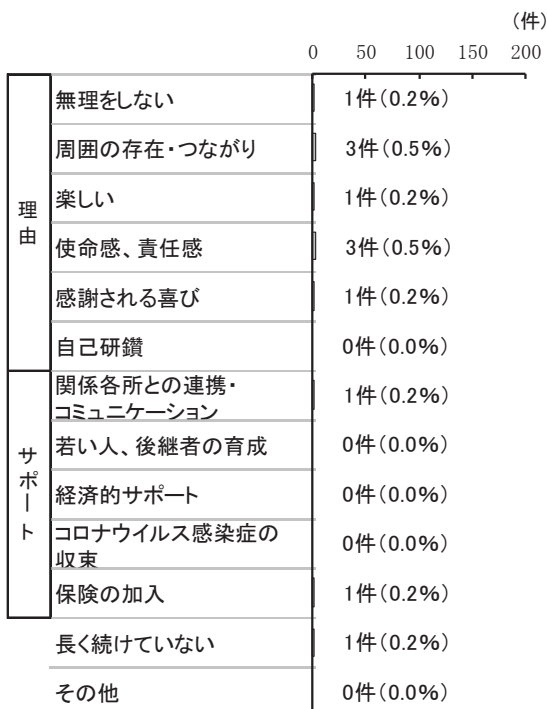 (件)
0 50 100 150 200
理由
無理をしない 1件(0.2%)
周囲の存在・つながり 3件(0.5%)
楽しい 1件(0.2%)
使命感、責任感 3件(0.5%)
感謝される喜び 1件(0.2%)
自己研鑽 0件(0.0%)
サポート
関係各所との連携・
コミュニケーション 1件(0.2%)
若い人、後継者の育成 0件(0.0%)
経済的サポート 0件(0.0%)
コロナウイルス感染症の
収束 0件(0.0%)
保険の加入 1件(0.2%)
長く続けていない 1件(0.2%)
その他 0件(0.0%)